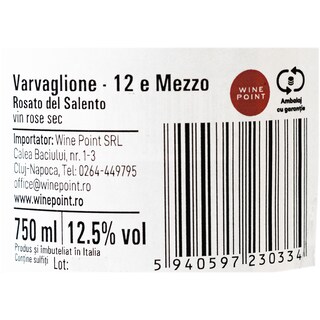 Varvaglione - 12 e Mezzo
Rosato del Salento
vin rose sec
WINE
POINT
Ambalaj
cu garanție
Importator: Wine Point SRL
Calea Baciului, nr. 1-3
Cluj-Napoca, Tel: 0264-449795
office@winepoint.ro
www.winepoint.ro
750 ml 12.5% vol
Produs și îmbuteliat în Italia
Conține sulfiți Lot:
5 940597 230334